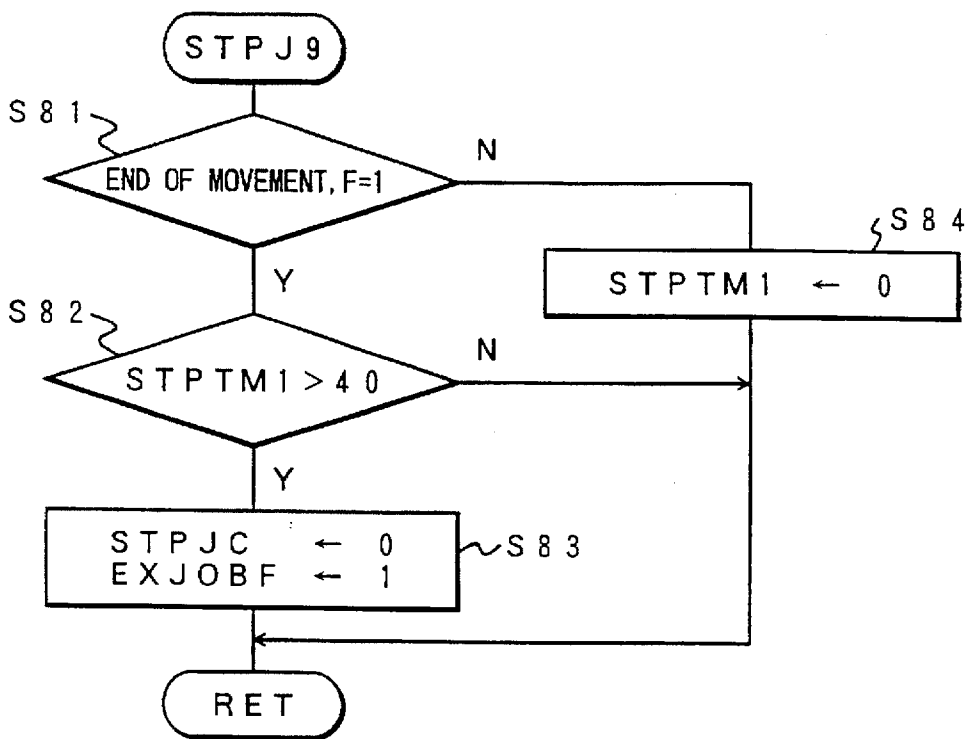 STPJ9
S81
END OF MOVEMENT, F=1
N
S84
STPTM1 ← 0
Y
S82
STPTM1>40
N
Y
STPJC ← 0
EXJOBF ← 1
S83
RET